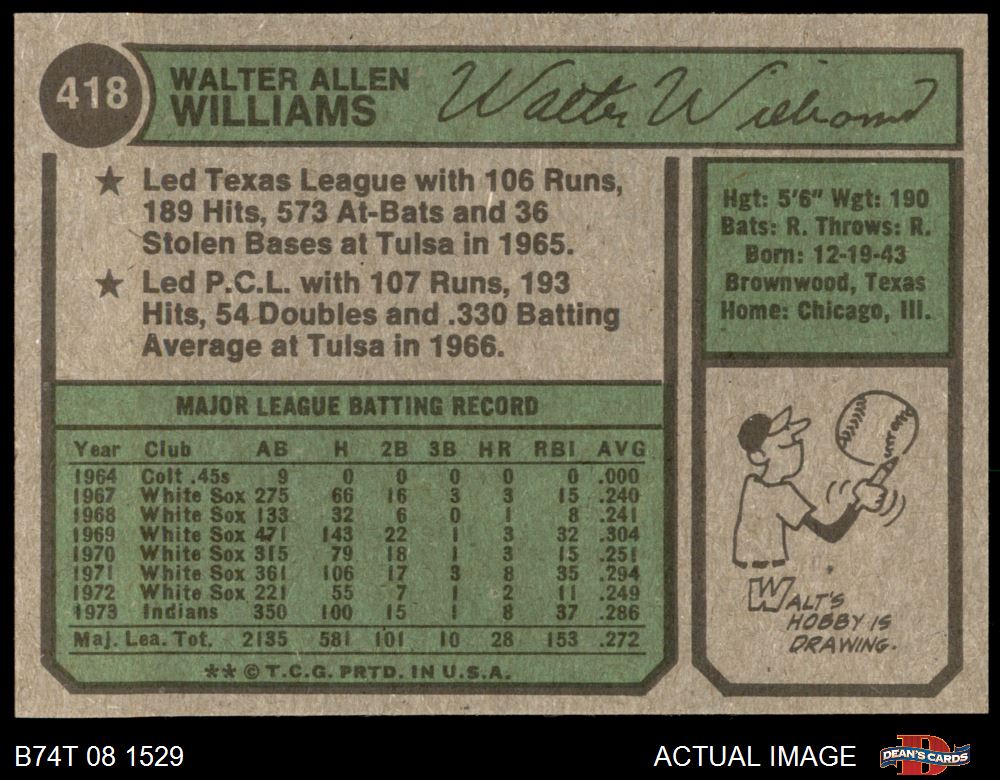 418
WALTER ALLEN
WILLIAMS
Walter Williams
★ Led Texas League with 106 Runs,
189 Hits, 573 At-Bats and 36
Stolen Bases at Tulsa in 1965.
★ Led P.C.L. with 107 Runs, 193
Hits, 54 Doubles and .330 Batting
Average at Tulsa in 1966.
Hgt: 5'6" Wgt: 190
Bats: R. Throws: R.
Born: 12-19-43
Brownwood, Texas
Home: Chicago, Ill.
MAJOR LEAGUE BATTING RECORD
Year Club AB H 2B 3B HR RBI AVG
1964 Colt .45s 9 0 0 0 0 0 .000
1967 White Sox 275 66 16 3 3 15 .240
1968 White Sox 133 32 6 0 1 8 .241
1969 White Sox 471 143 22 1 3 32 .304
1970 White Sox 315 79 18 1 3 15 .251
1971 White Sox 361 106 17 3 8 35 .294
1972 White Sox 221 55 7 1 2 11 .249
1973 Indians 350 100 15 1 8 37 .286
Maj. Lea. Tot. 2135 581 101 10 28 153 .272
** © T.C.G. PRTD. IN U.S.A.
WALT'S
HOBBY IS
DRAWING.
B74T 08 1529
ACTUAL IMAGE
DEAN'S CARDS